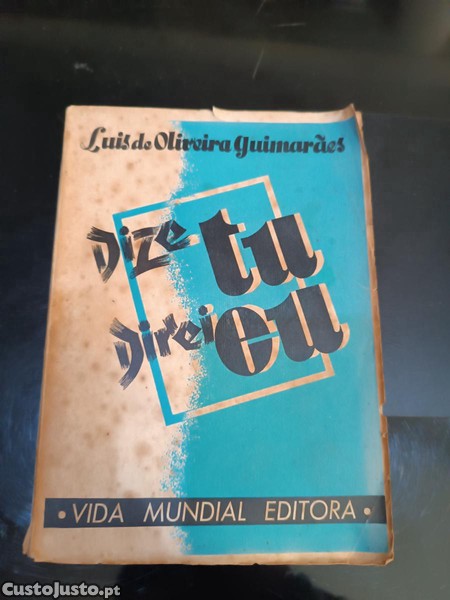 Luis de Oliveira Guimarães
Dize tu
Direi eu
• VIDA MUNDIAL EDITORA •
CustoJusto.pt